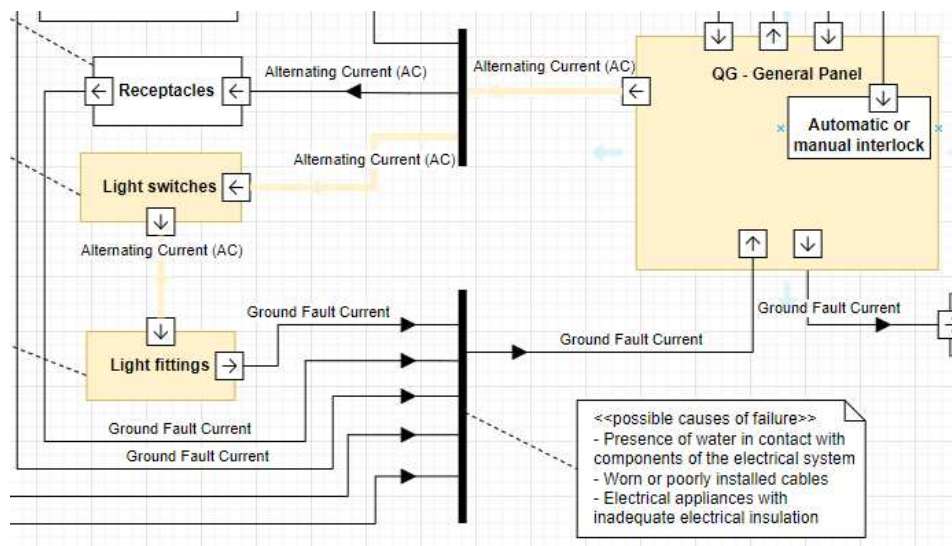 Alternating Current (AC)
Alternating Current (AC)
QG - General Panel
Receptacles
Automatic or
manual interlock
Alternating Current (AC)
Light switches
Alternating Current (AC)
Ground Fault Current
Ground Fault Current
Ground Fault Current
Light fittings
Ground Fault Current
Ground Fault Current
<<possible causes of failure>>
- Presence of water in contact with
components of the electrical system
- Worn or poorly installed cables
- Electrical appliances with
inadequate electrical insulation